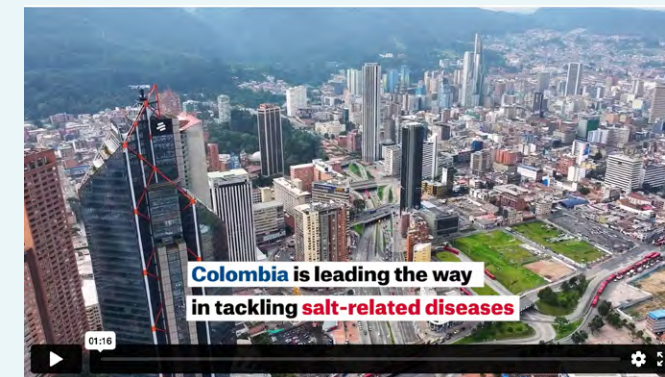 Colombia is leading the way
in tackling salt-related diseases
01:16